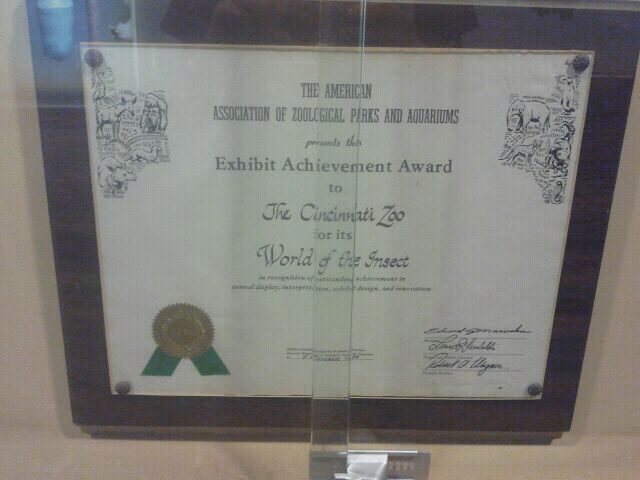 THE AMERICAN
ASSOCIATION OF ZOOLOGICAL PARKS AND AQUARIUMS
presents this
Exhibit Achievement Award
to
The Cincinnati Zoo
for its
World of the Insect
in recognition of outstanding achievement in
animal display, interpretation, exhibit design, and innovation